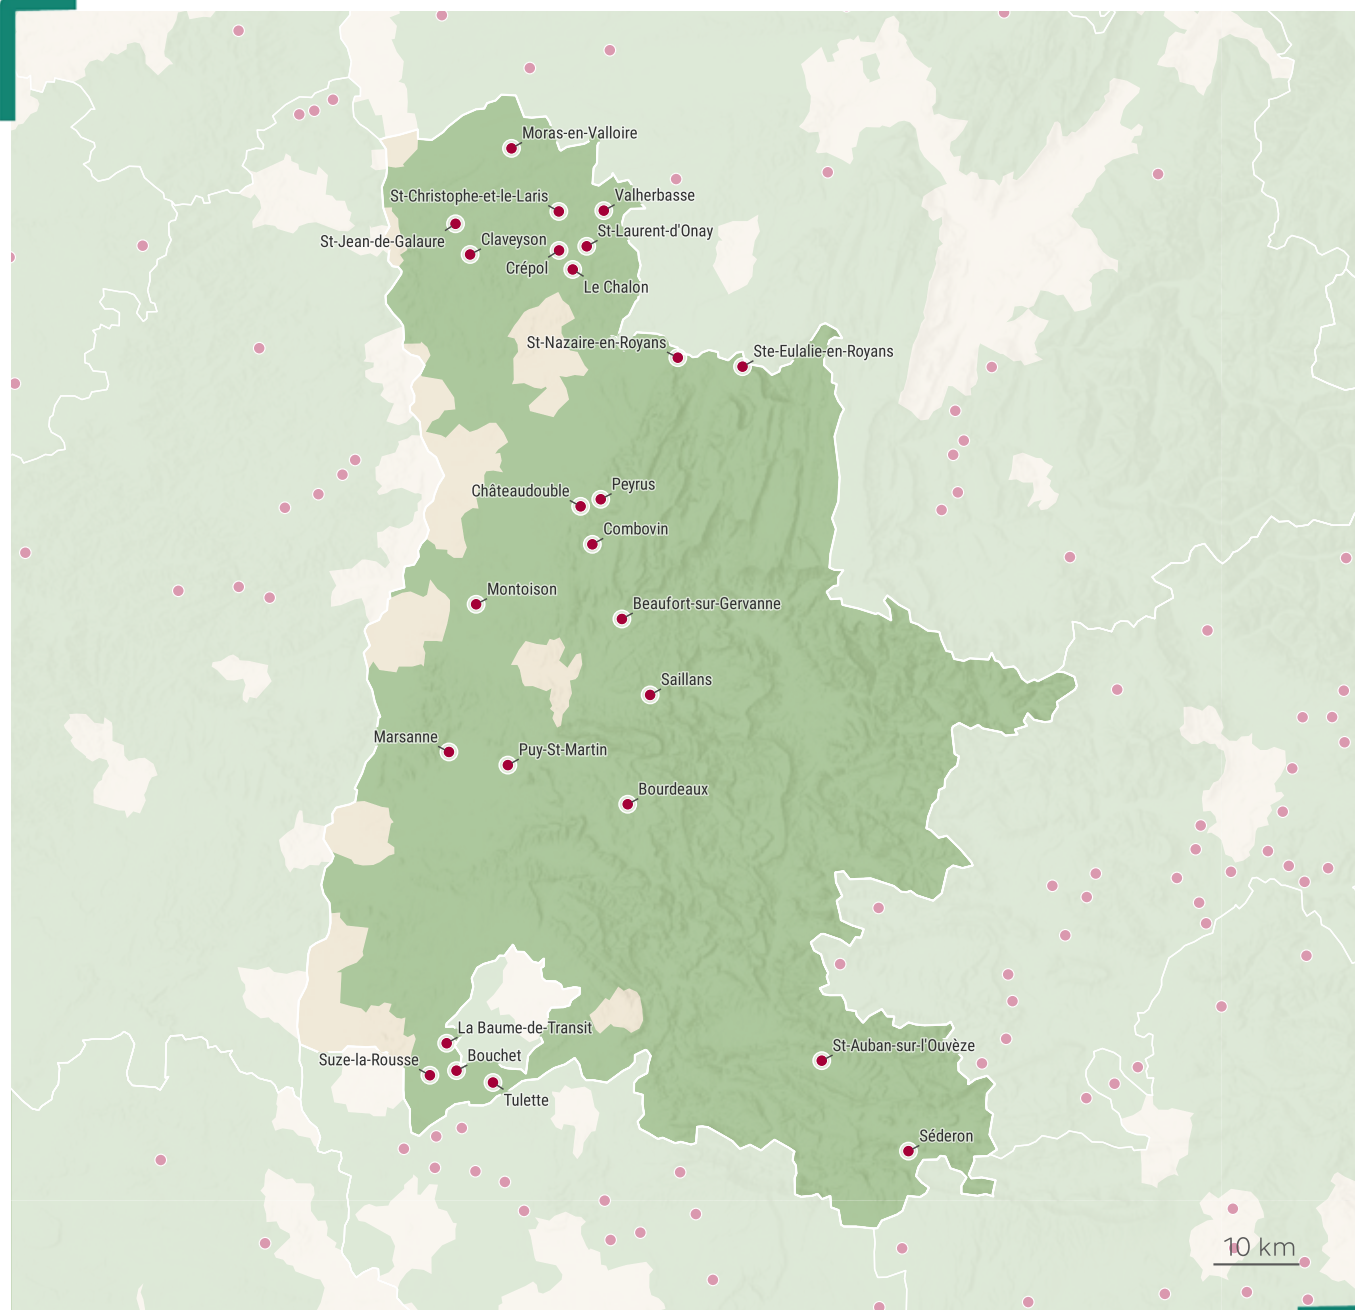 Moras-en-Valloire
St-Christophe-et-le-Laris
Valherbasse
St-Jean-de-Galaure
Claveyson
St-Laurent-d'Onay
Crépol
Le Chalon
St-Nazaire-en-Royans
Ste-Eulalie-en-Royans
Châteaudouble
Peyrus
Combovin
Montoison
Beaufort-sur-Gervanne
Saillans
Marsanne
Puy-St-Martin
Bourdeaux
La Baume-de-Transit
Suze-la-Rousse
Bouchet
Tulette
St-Auban-sur-l'Ouvèze
Séderon
10 km